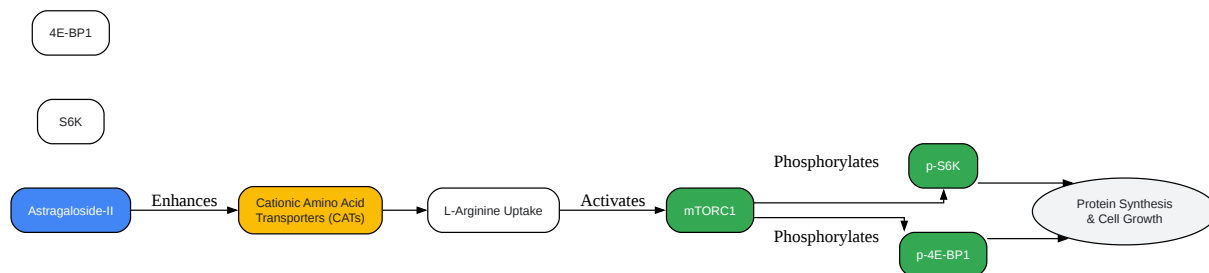 4E-BP1
S6K
Astragaloside-II
Enhances
Cationic Amino Acid
Transporters (CATs)
L-Arginine Uptake
Activates
mTORC1
Phosphorylates
Phosphorylates
p-S6K
p-4E-BP1
Protein Synthesis
& Cell Growth